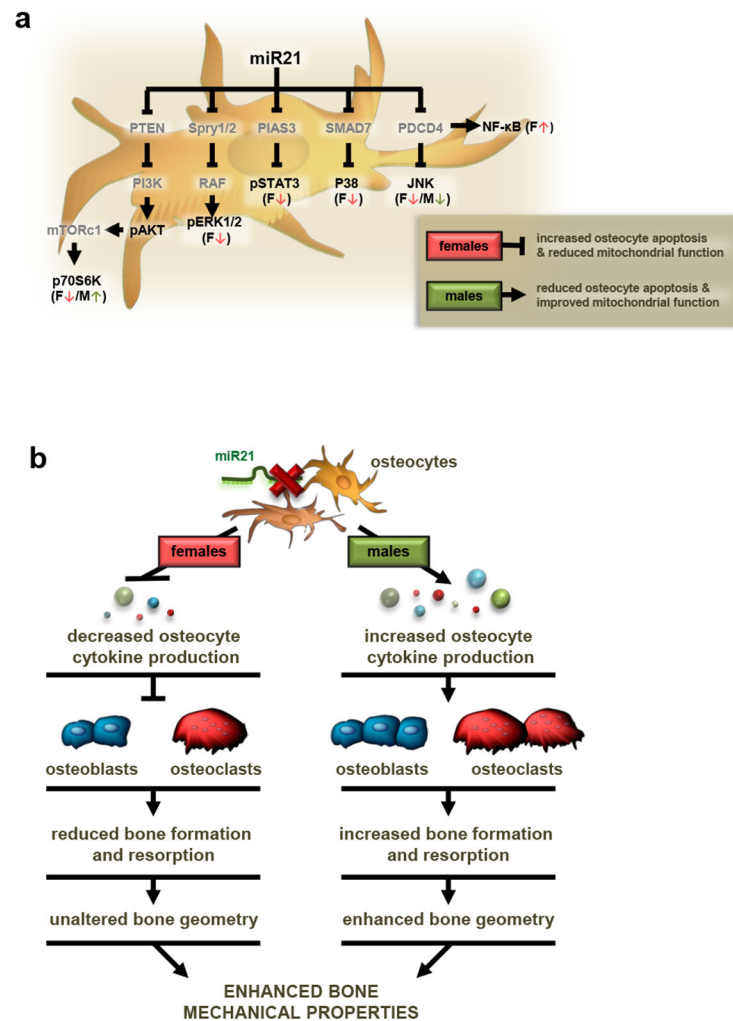 a
miR21
PTEN Spry1/2 PIAS3 SMAD7 PDCD4 NF-κB (F↑)
PI3K RAF pSTAT3 P38 JNK
(F↓) (F↓) (F↓/M↓)
mTORc1 pAKT pERK1/2
(F↓)
p70S6K
(F↓/M↑)
females increased osteocyte apoptosis
& reduced mitochondrial function
males reduced osteocyte apoptosis &
improved mitochondrial function
b
miR21
osteocytes
females males
decreased osteocyte increased osteocyte
cytokine production cytokine production
osteoblasts osteoclasts osteoblasts osteoclasts
reduced bone formation increased bone formation
and resorption and resorption
unaltered bone geometry enhanced bone geometry
ENHANCED BONE
MECHANICAL PROPERTIES